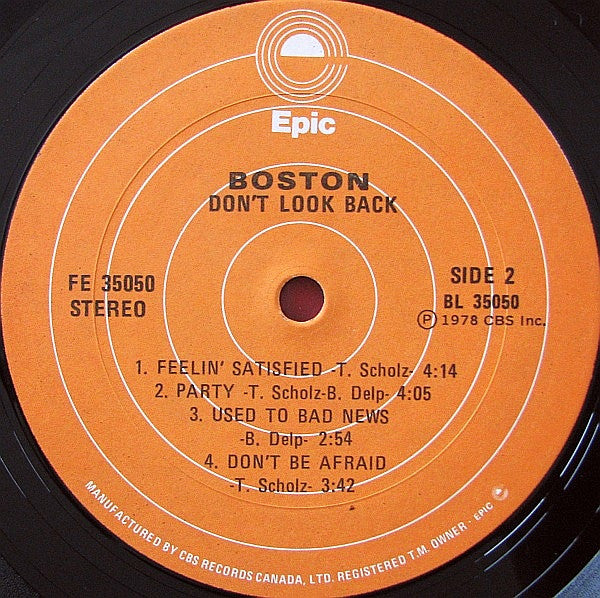 Epic
BOSTON
DON'T LOOK BACK
FE 35050
STEREO
SIDE 2
BL 35050
Ⓟ 1978 CBS Inc.
1. FEELIN' SATISFIED -T. Scholz- 4:14
2. PARTY -T. Scholz-B. Delp- 4:05
3. USED TO BAD NEWS
-B. Delp- 2:54
4. DON'T BE AFRAID
-T. Scholz- 3:42
MANUFACTURED BY CBS RECORDS CANADA, LTD. REGISTERED T.M. OWNER - EPIC